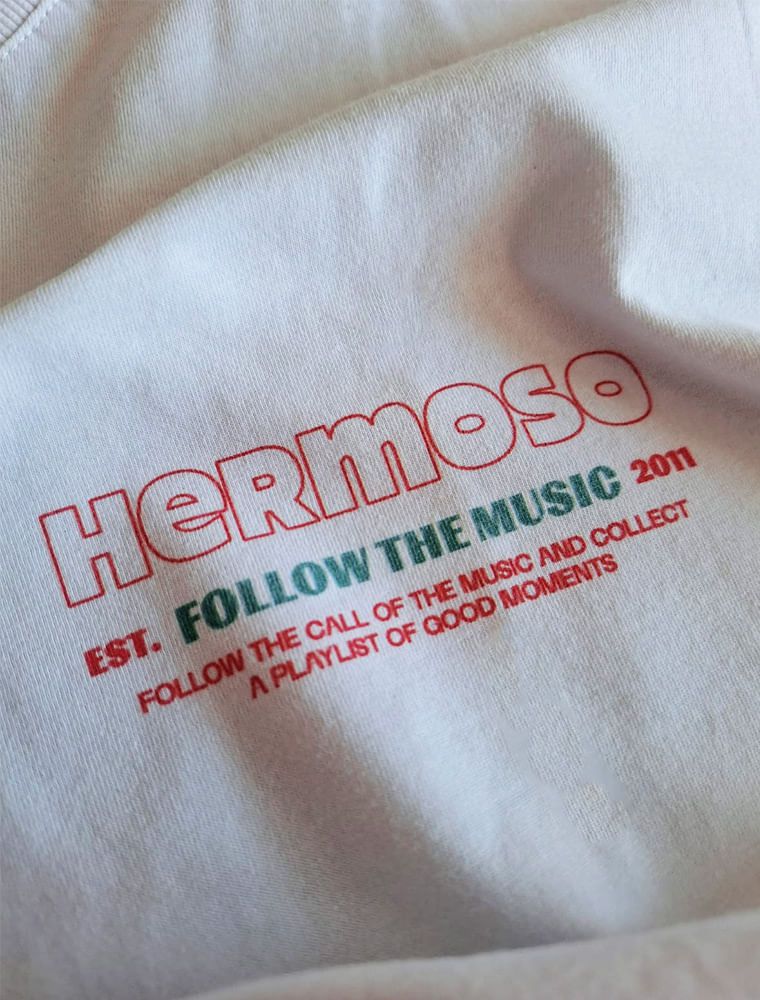 HERMOSO
EST. FOLLOW THE MUSIC 2011
FOLLOW THE CALL OF THE MUSIC AND COLLECT
A PLAYLIST OF GOOD MOMENTS